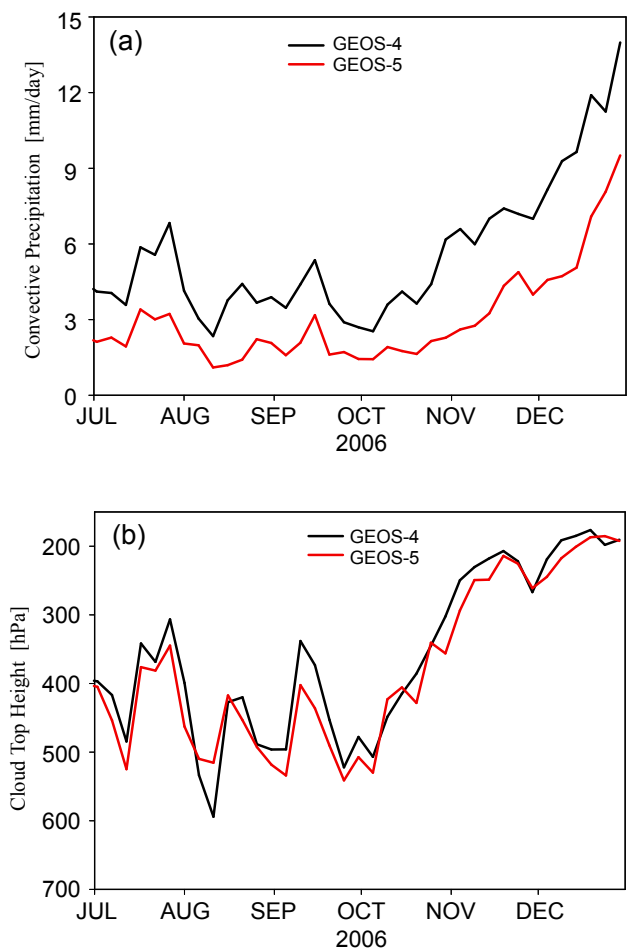 (a)
GEOS-4
GEOS-5
Convective Precipitation [mm/day]
15
12
9
6
3
0
JUL AUG SEP OCT NOV DEC
2006
(b)
GEOS-4
GEOS-5
Cloud Top Height [hPa]
200
300
400
500
600
700
JUL AUG SEP OCT NOV DEC
2006